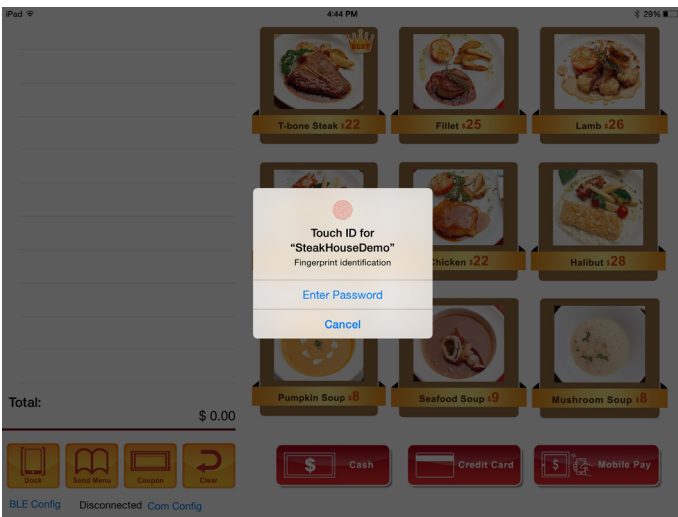 iPad
4:44 PM
29%
BEST
T-bone Steak $22
Fillet $25
Lamb $26
Touch ID for
“SteakHouseDemo”
Fingerprint identification
Enter Password
Cancel
Chicken $22
Halibut $28
Pumpkin Soup $8
Seafood Soup $9
Mushroom Soup $8
Total:
$ 0.00
Dock
Send Menu
Coupon
Clear
$ Cash
Credit Card
$ Mobile Pay
BLE Config
Disconnected
Com Config